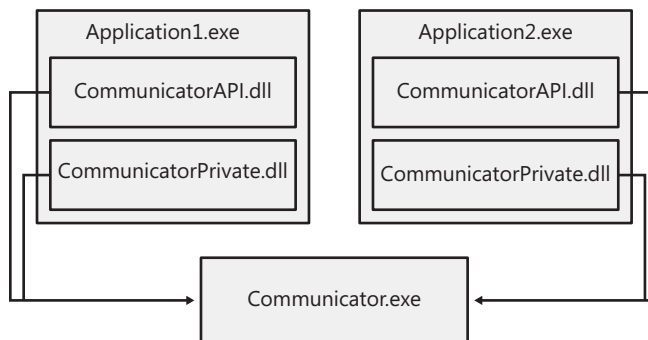 Application1.exe
CommunicatorAPI.dll
CommunicatorPrivate.dll
Application2.exe
CommunicatorAPI.dll
CommunicatorPrivate.dll
Communicator.exe